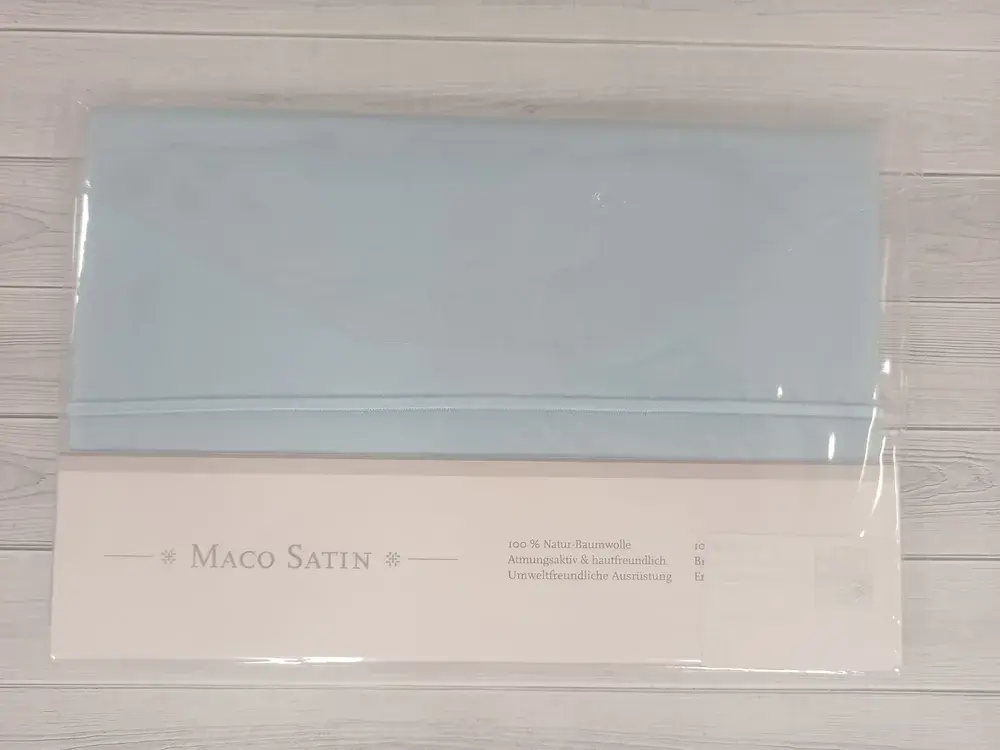 Maco Satin
100 % Natur-Baumwolle
Atmungsaktiv & hautfreundlich
Umweltfreundliche Ausrüstung